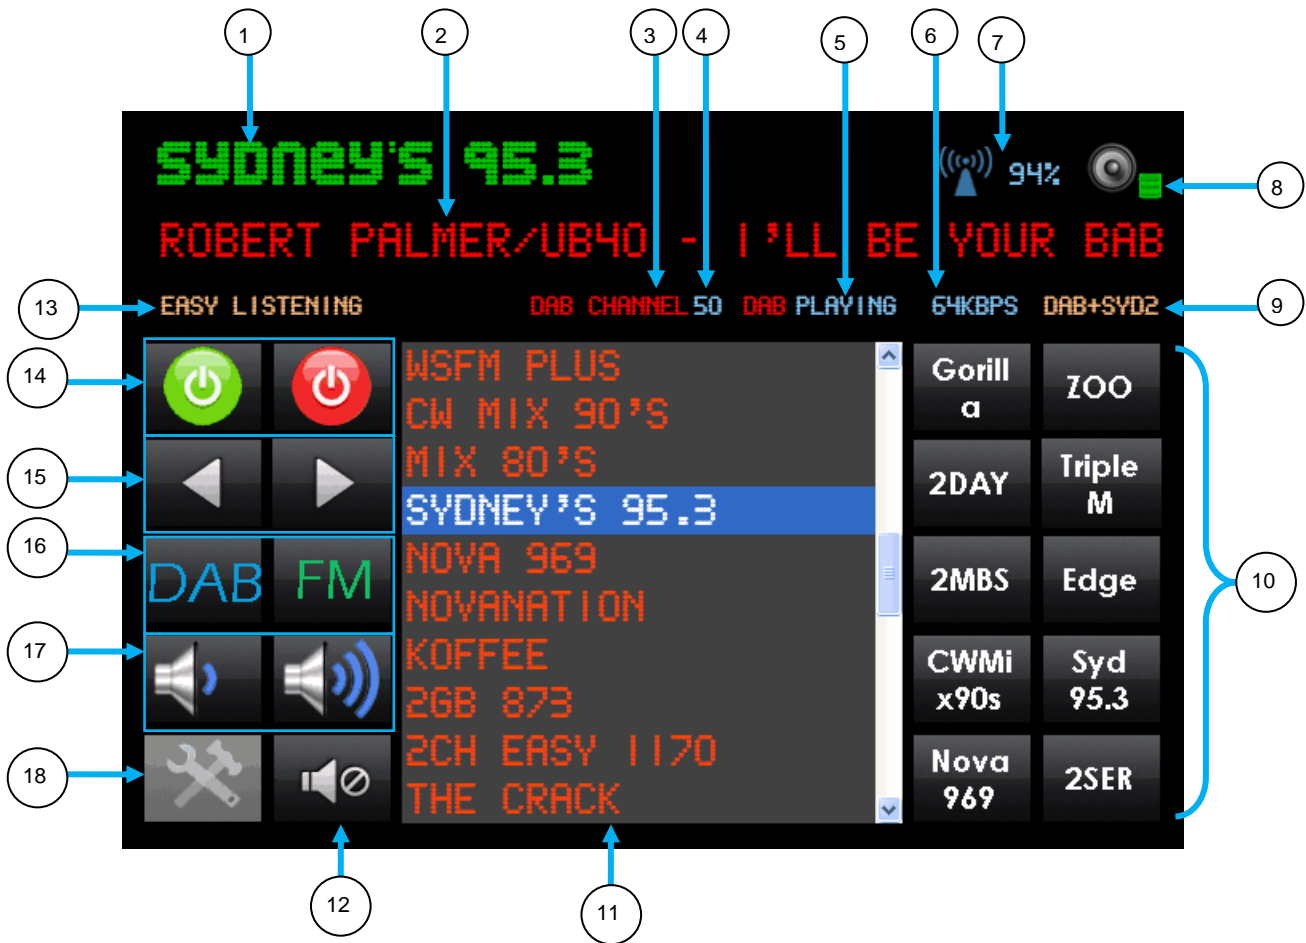 1 2 3 4 5 6 7
SYDNEY'S 95.3
94%
8
ROBERT PALMER/UB40 - I'LL BE YOUR BAB
13 EASY LISTENING DAB CHANNEL 50 DAB PLAYING 64KBPS DAB+SYD2 9
14
15
16
DAB FM
17
18
WSFM PLUS
CW MIX 90'S
MIX 80'S
SYDNEY'S 95.3
NOVA 969
NOVANATION
KOFFEE
2GB 873
2CH EASY 1170
THE CRACK
Gorill
a
ZOO
2DAY
Triple
M
2MBS
Edge
CWMi
x90s
Syd
95.3
Nova
969
2SER
10
12
11